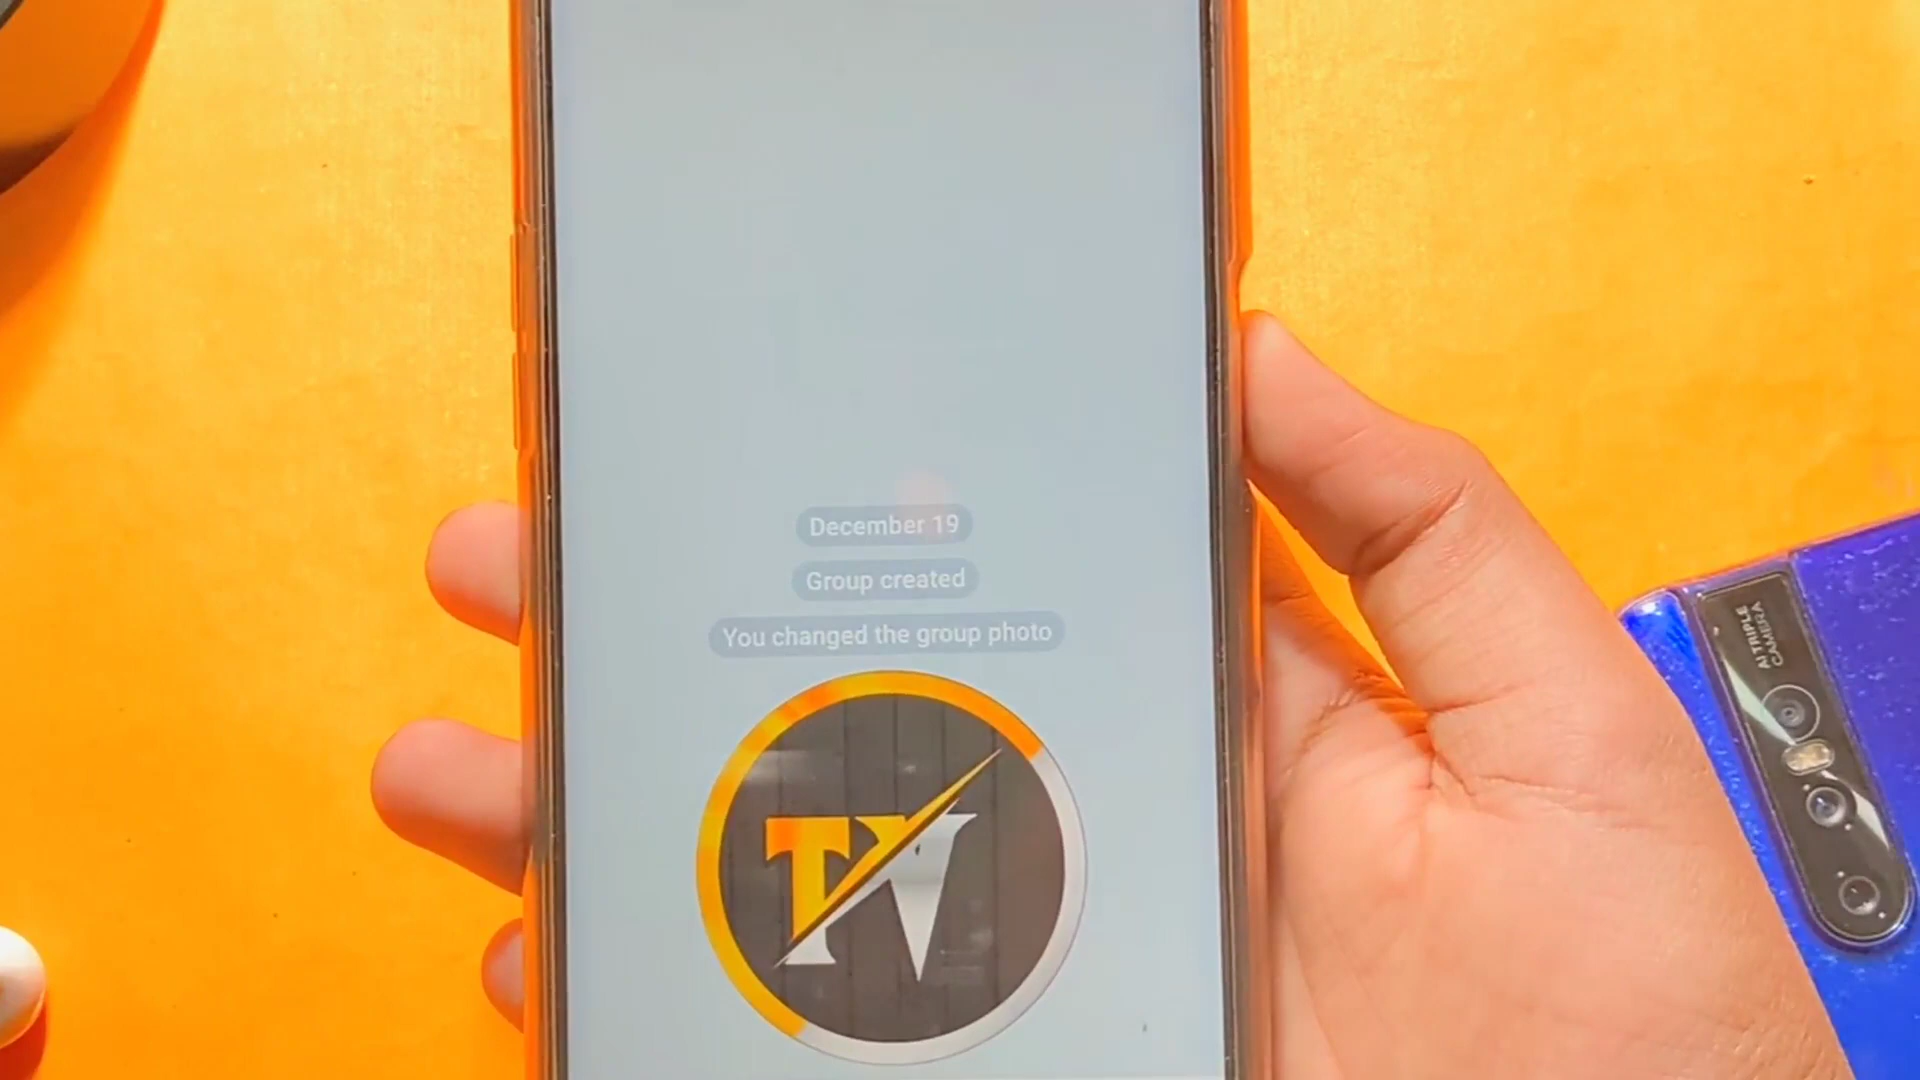 December 19
Group created
You changed the group photo
TV
AI TRIPLE
CAMERA